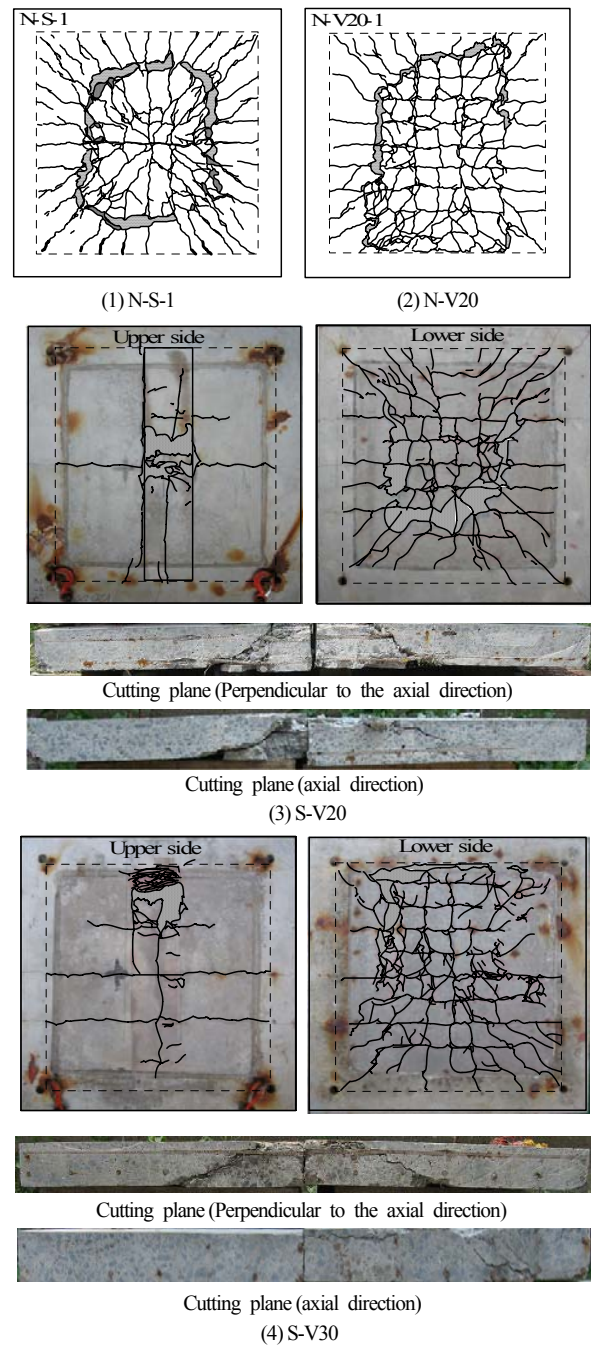 N-S-1
N-V20-1
(1) N-S-1
(2) N-V20
Upper side
Lower side
Cutting plane (Perpendicular to the axial direction)
Cutting plane (axial direction)
(3) S-V20
Upper side
Lower side
Cutting plane (Perpendicular to the axial direction)
Cutting plane (axial direction)
(4) S-V30